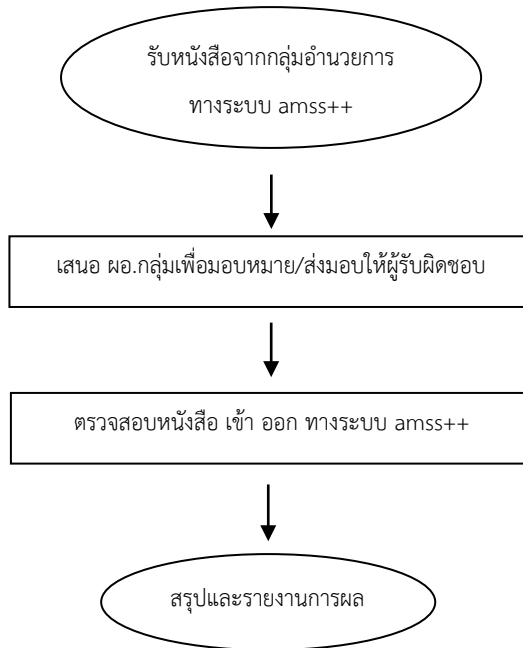 รับหนังสือจากกลุ่มอำนวยการ
ทางระบบ amss++
เสนอ ผอ.กลุ่มเพื่อมอบหมาย/ส่งมอบให้ผู้รับผิดชอบ
ตรวจสอบหนังสือ เข้า ออก ทางระบบ amss++
สรุปและรายงานการผล